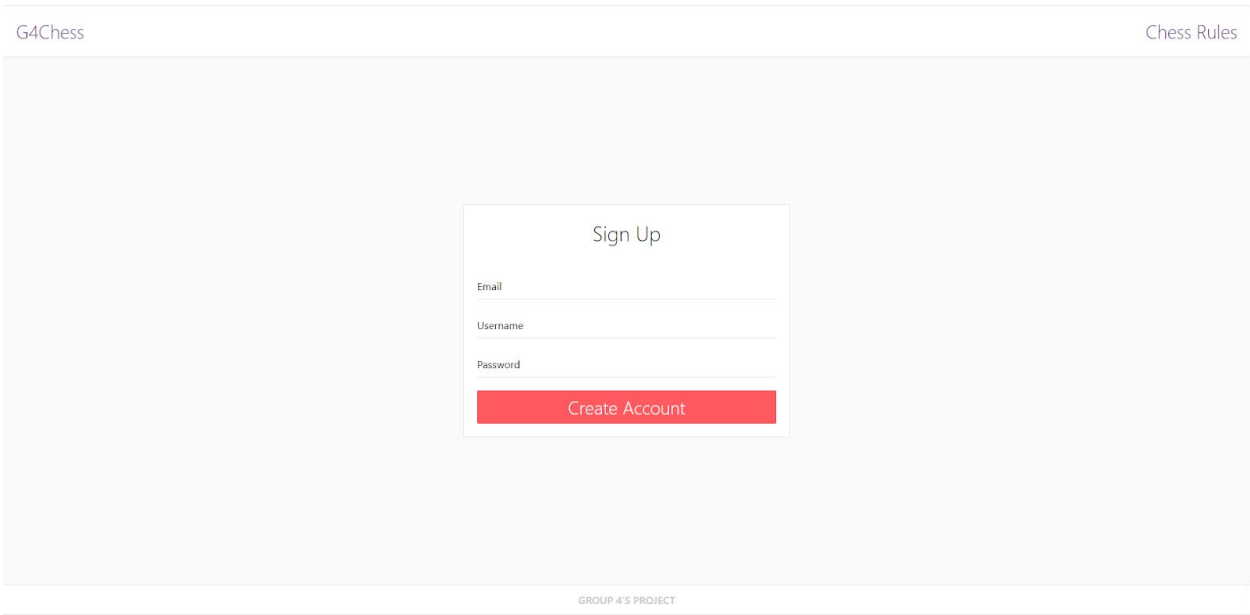 G4Chess
Chess Rules
Sign Up
Email
Username
Password
Create Account
GROUP 4'S PROJECT